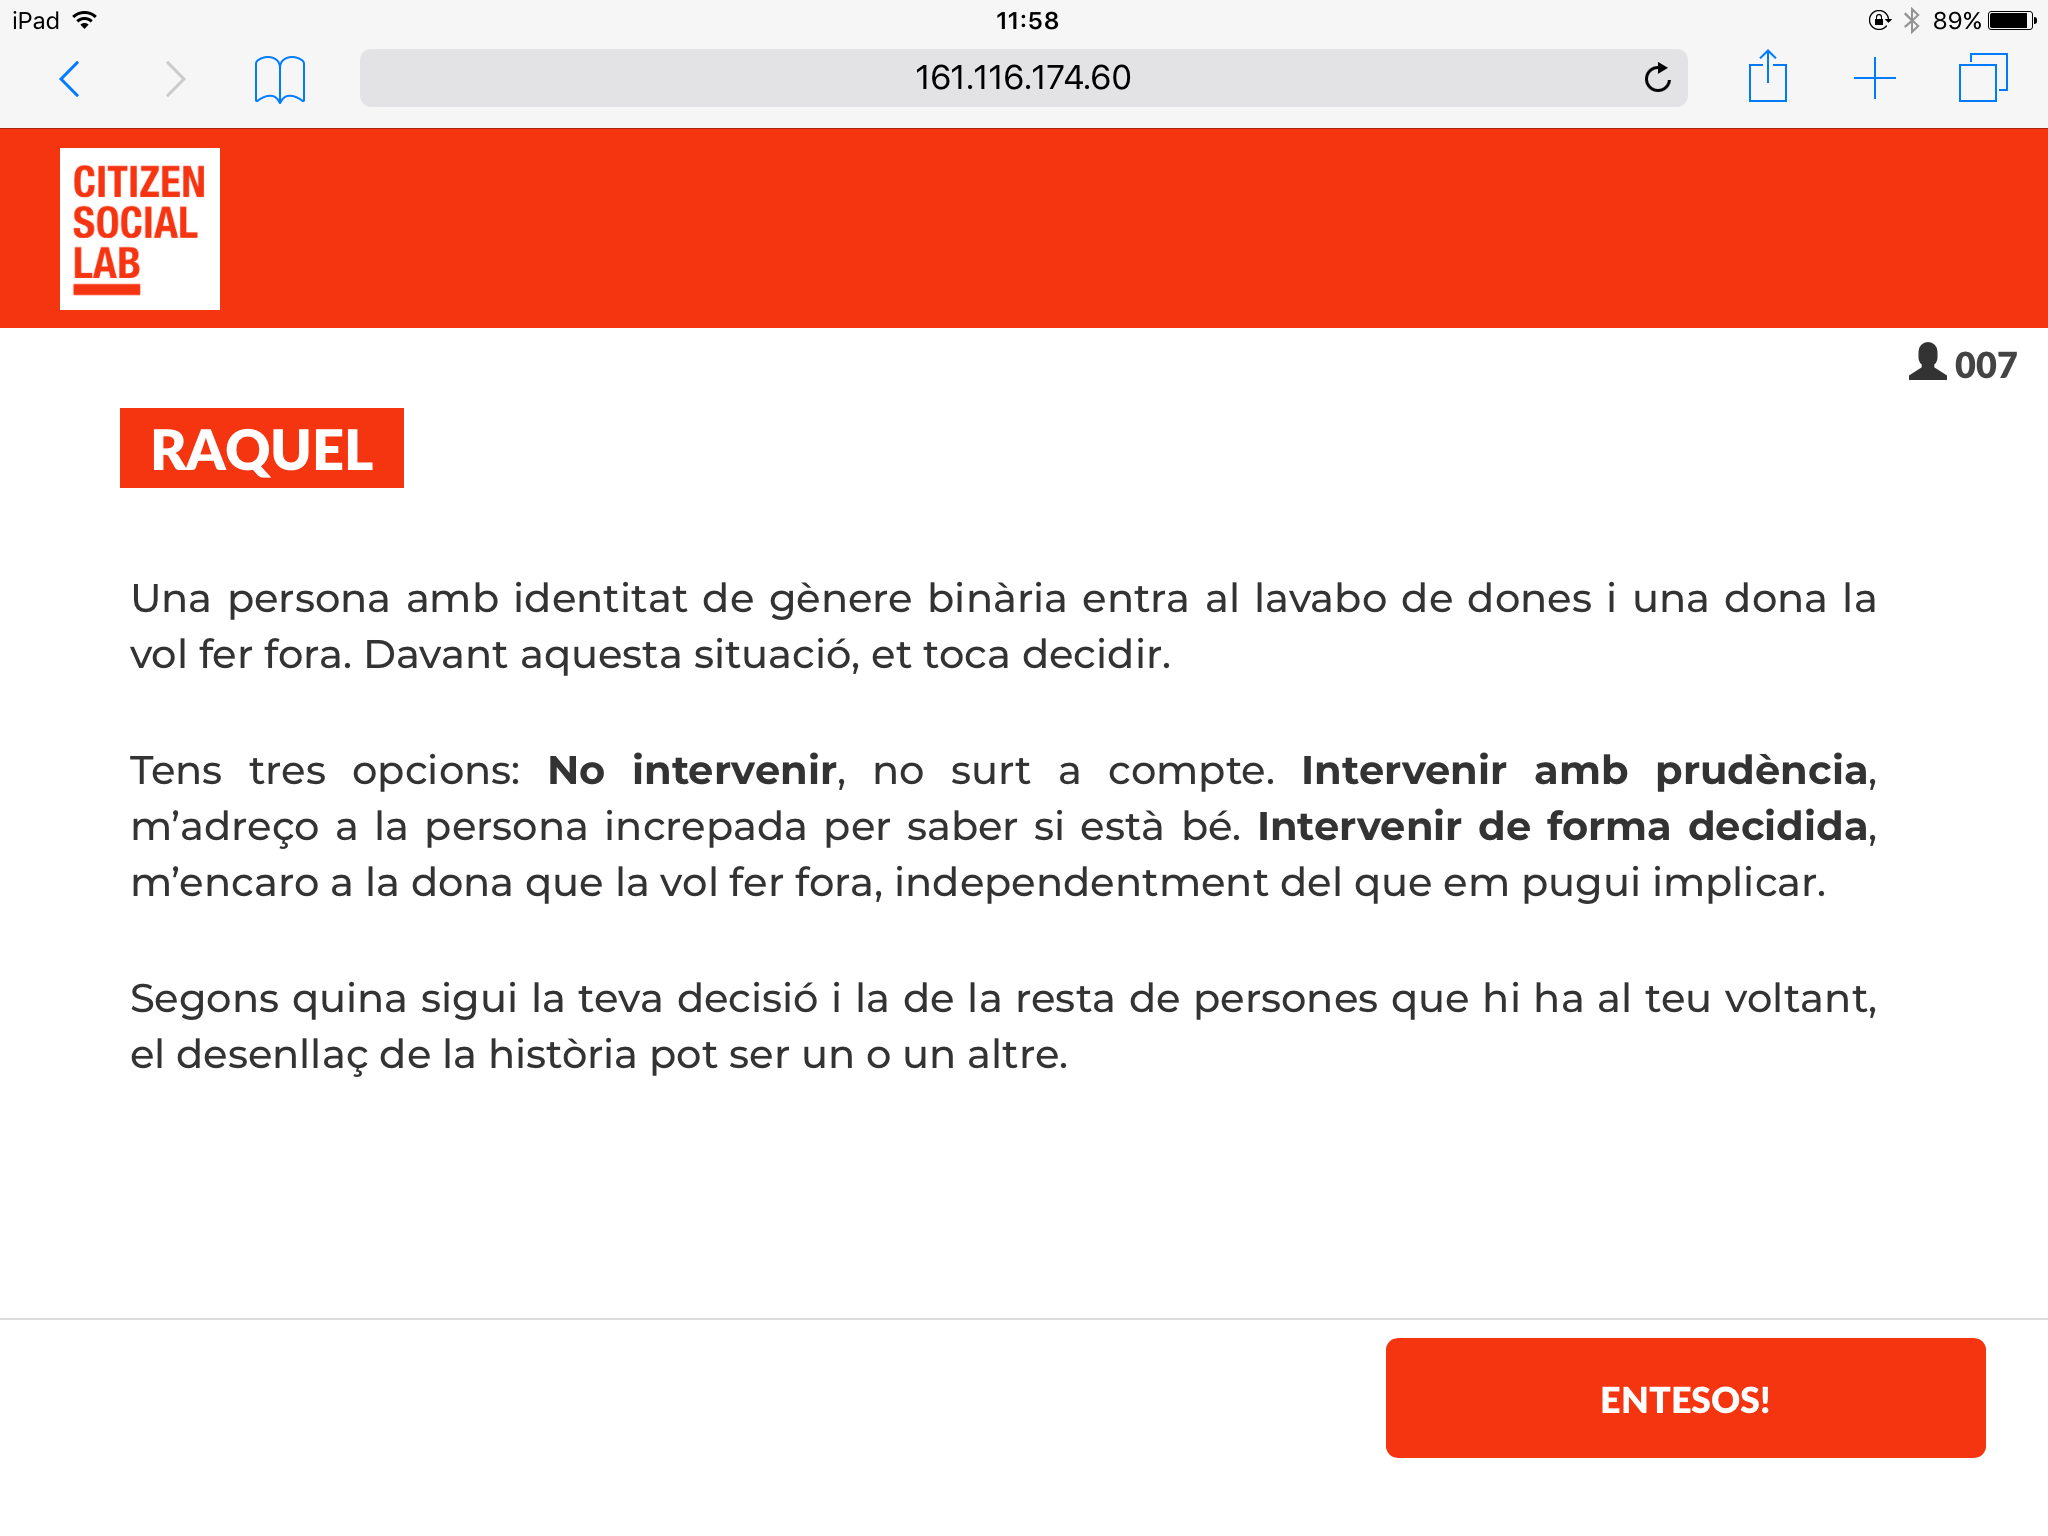 iPad
11:58
89%
161.116.174.60
CITIZEN
SOCIAL
LAB
007
RAQUEL
Una persona amb identitat de gènere binària entra al lavabo de dones i una dona la
vol fer fora. Davant aquesta situació, et toca decidir.
Tens tres opcions: No intervenir, no surt a compte. Intervenir amb prudència,
m’adreço a la persona increpada per saber si està bé. Intervenir de forma decidida,
m’encaro a la dona que la vol fer fora, independentment del que em pugui implicar.
Segons quina sigui la teva decisió i la de la resta de persones que hi ha al teu voltant,
el desenllaç de la història pot ser un o un altre.
ENTESOS!